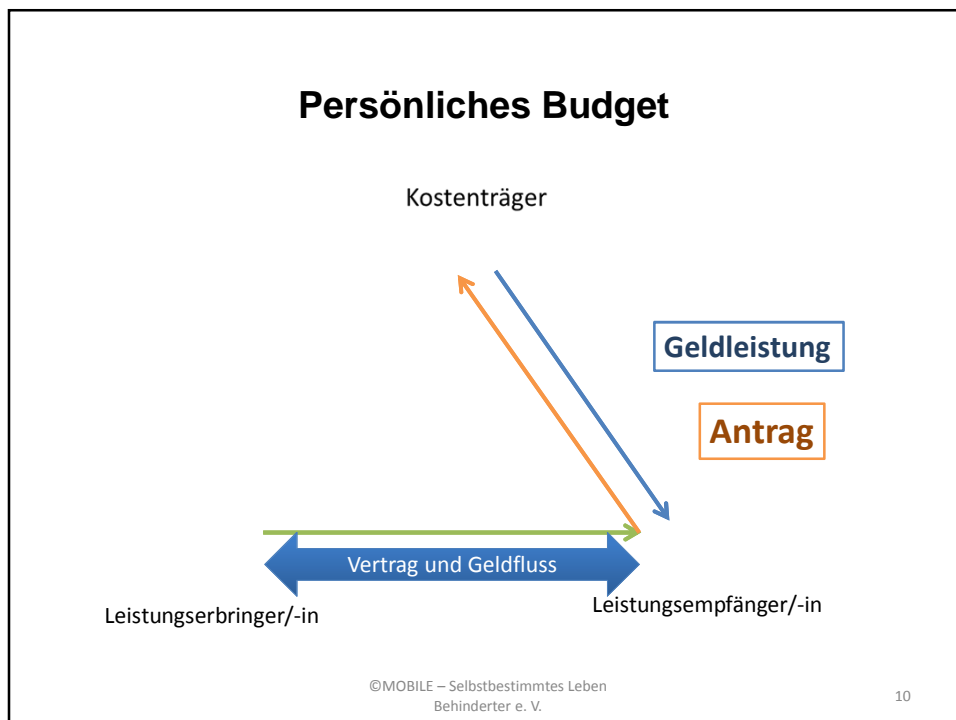 Persönliches Budget
Kostenträger
Geldleistung
Antrag
Vertrag und Geldfluss
Leistungserbringer/-in
Leistungsempfänger/-in
©MOBILE – Selbstbestimmtes Leben
Behinderter e. V.
10